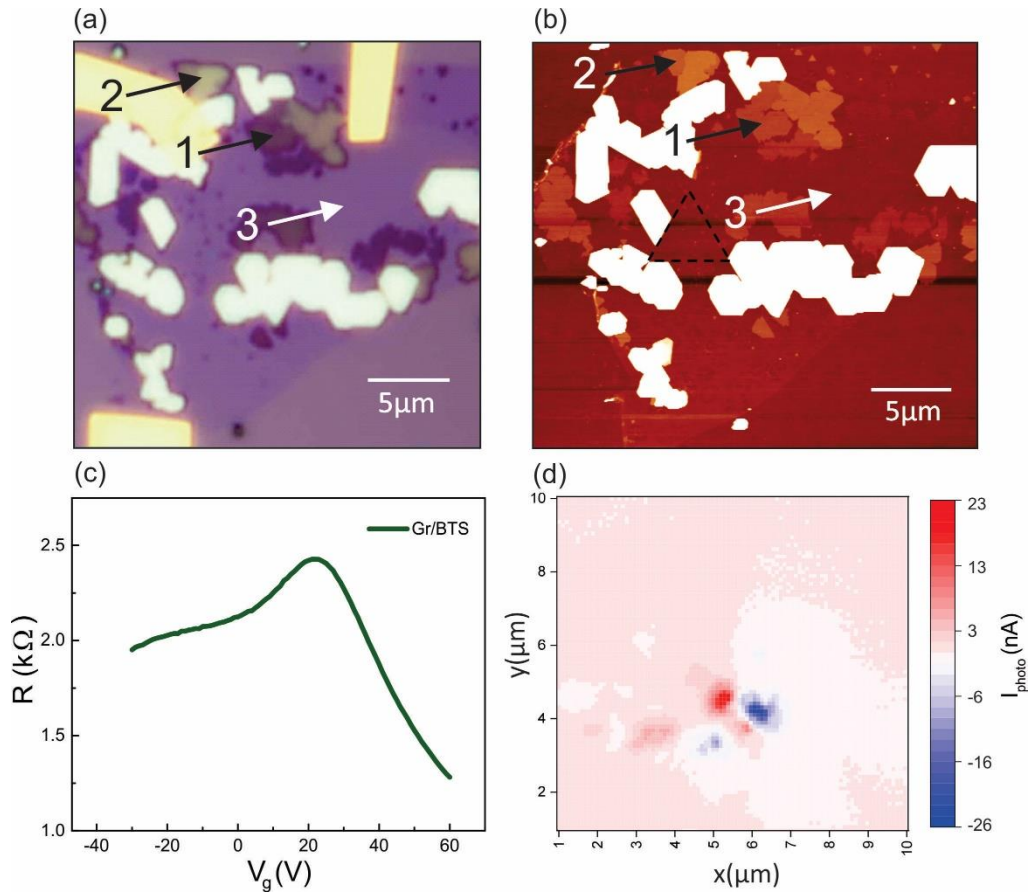 (a)
2
1
3
5μm
(b)
2
1
3
5μm
(c)
Gr/BTS
2.5
2.0
1.5
1.0
R (kΩ)
-40 -20 0 20 40 60
Vg(V)
(d)
10
8
6
4
2
y(μm)
1 2 3 4 5 6 7 8 9 10
x(μm)
23
13
3
-6
-16
-26
Iphoto(nA)